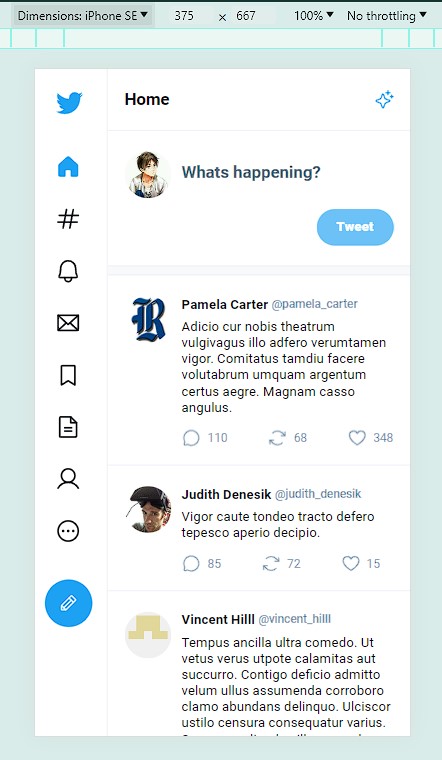 Dimensions: iPhone SE ▼ 375 × 667 100% ▼ No throttling ▼
Home
Whats happening?
Tweet
Pamela Carter @pamela_carter
Adicio cur nobis theatrum
vulgivagus illo adfero verumtamen
vigor. Comitatus tamdiu facere
volutabrum umquam argentum
certus aegre. Magnam casso
angulus.
110 68 348
Judith Denesik @judith_denesik
Vigor caute tondeo tracto defero
tepesco aperio decipio.
85 72 15
Vincent Hilll @vincent_hilll
Tempus ancilla ultra comedo. Ut
vetus verus utpote calamitas aut
succurro. Contigo deficio admitto
velum ullus assumenda corroboro
clamo abundans delinquo. Ulciscor
ustilo censura consequatur varius.